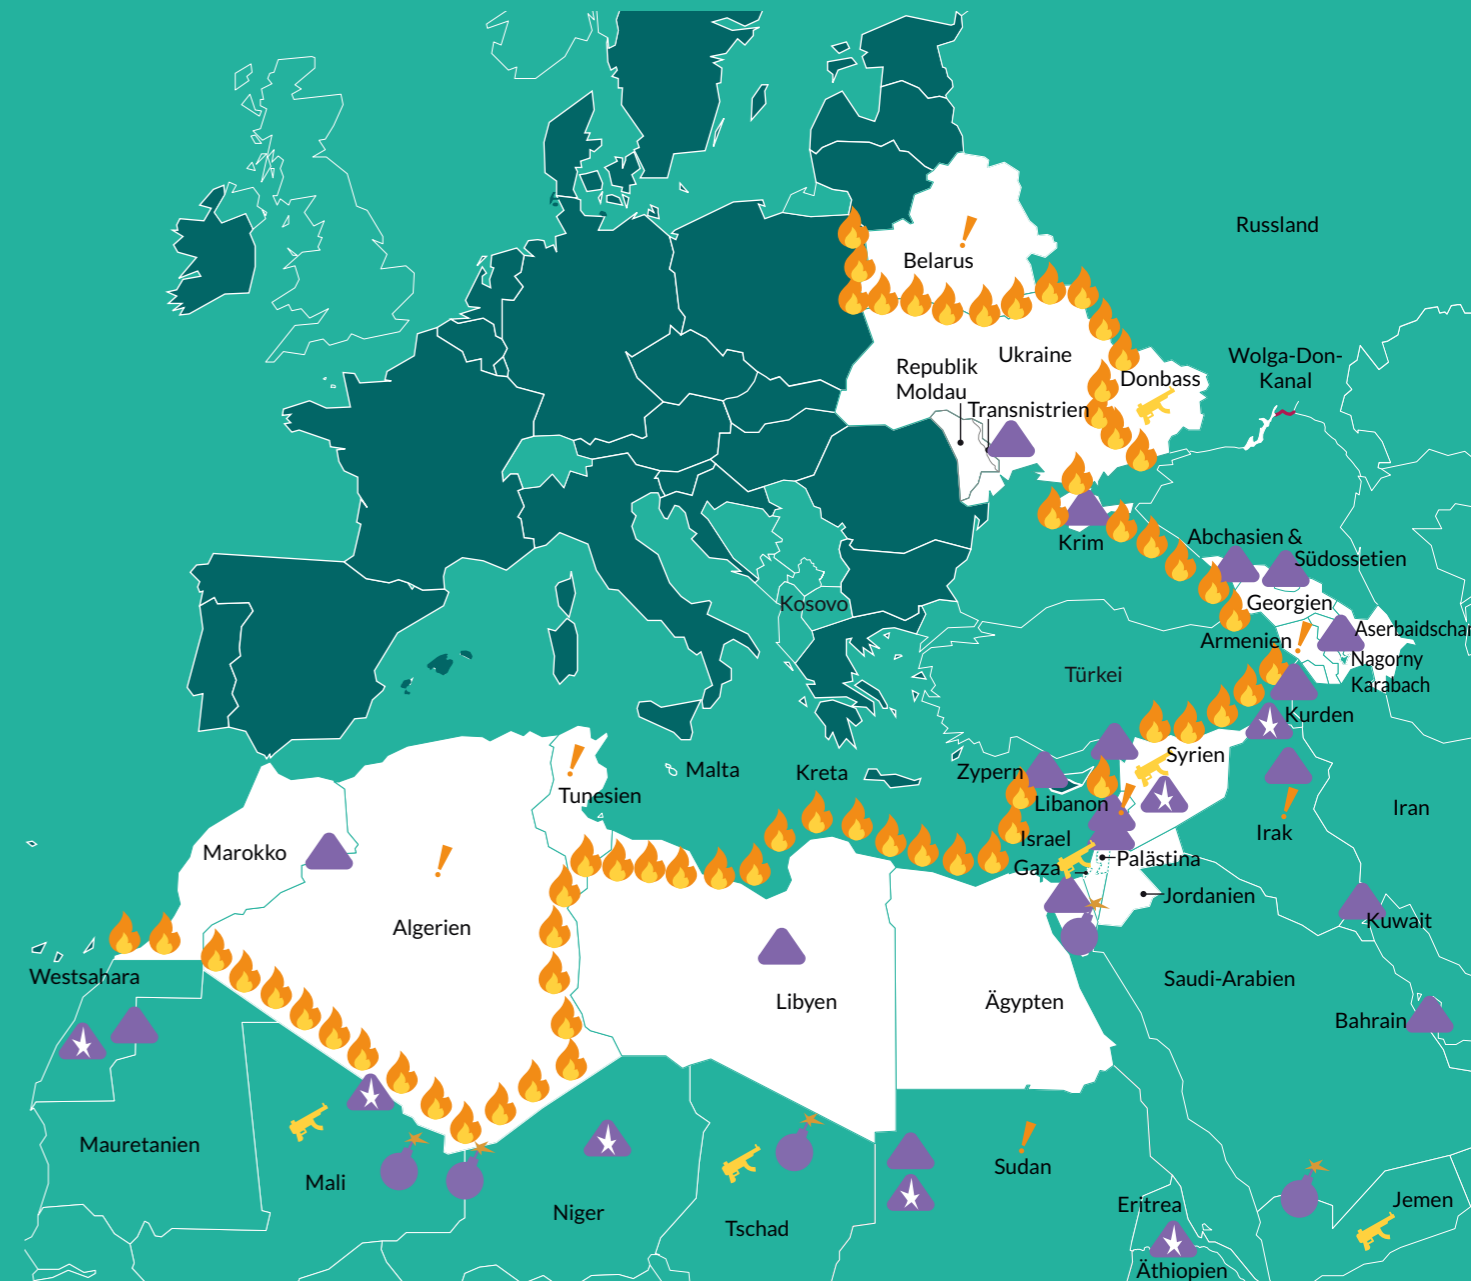 Russland
Belarus
Wolga-Don-
Kanal
Ukraine
Republik
Moldau
Donbass
Transnistrien
Krim
Abchasien &
Südossetien
Kosovo
Georgien
Armenien
Aserbaidschan
Nagorny
Karabach
Türkei
Kurden
Syrien
Malta
Kreta
Zypern
Tunesien
Libanon
Iran
Irak
Israel
Marokko
Palästina
Gaza
Jordanien
Kuwait
Algerien
Westsahara
Saudi-Arabien
Libyen
Ägypten
Bahrain
Mauretanien
Mali
Sudan
Niger
Tschad
Eritrea
Jemen
Äthiopien